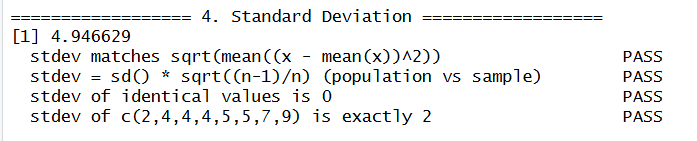 ================== 4. Standard Deviation ==================
[1] 4.946629
  stdev matches sqrt(mean((x - mean(x))^2))                  PASS
  stdev = sd() * sqrt((n-1)/n) (population vs sample)        PASS
  stdev of identical values is 0                             PASS
  stdev of c(2,4,4,4,5,5,7,9) is exactly 2                   PASS